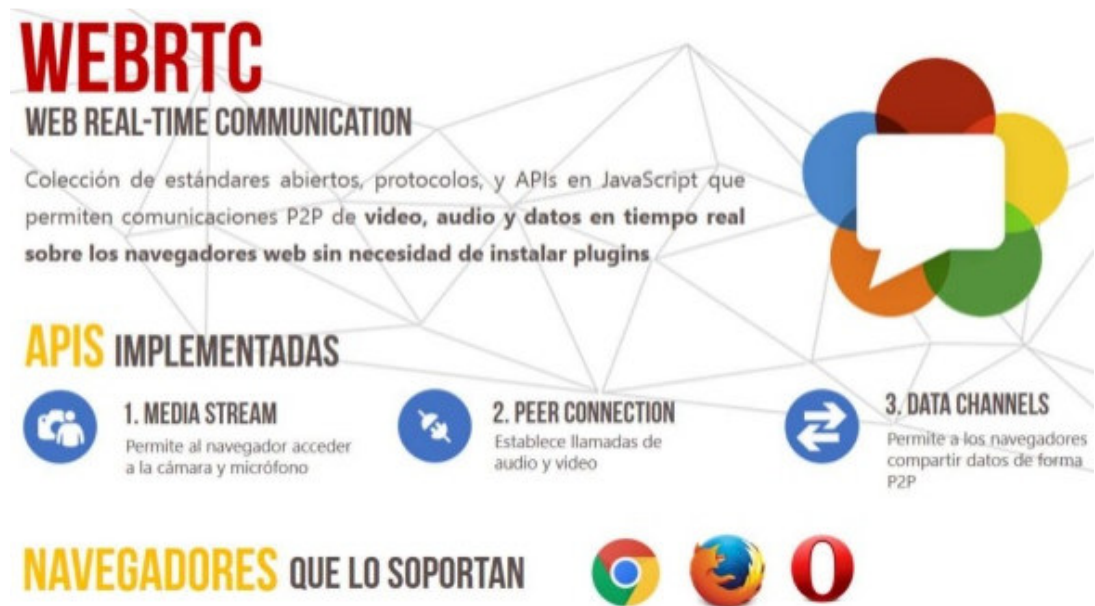 WEBRTC
WEB REAL-TIME COMMUNICATION
Colección de estándares abiertos, protocolos, y APIs en JavaScript que
permiten comunicaciones P2P de video, audio y datos en tiempo real
sobre los navegadores web sin necesidad de instalar plugins
APIS IMPLEMENTADAS
1. MEDIA STREAM
Permite al navegador acceder
a la cámara y micrófono
2. PEER CONNECTION
Establece llamadas de
audio y video
3. DATA CHANNELS
Permite a los navegadores
compartir datos de forma
P2P
NAVEGADORES QUE LO SOPORTAN